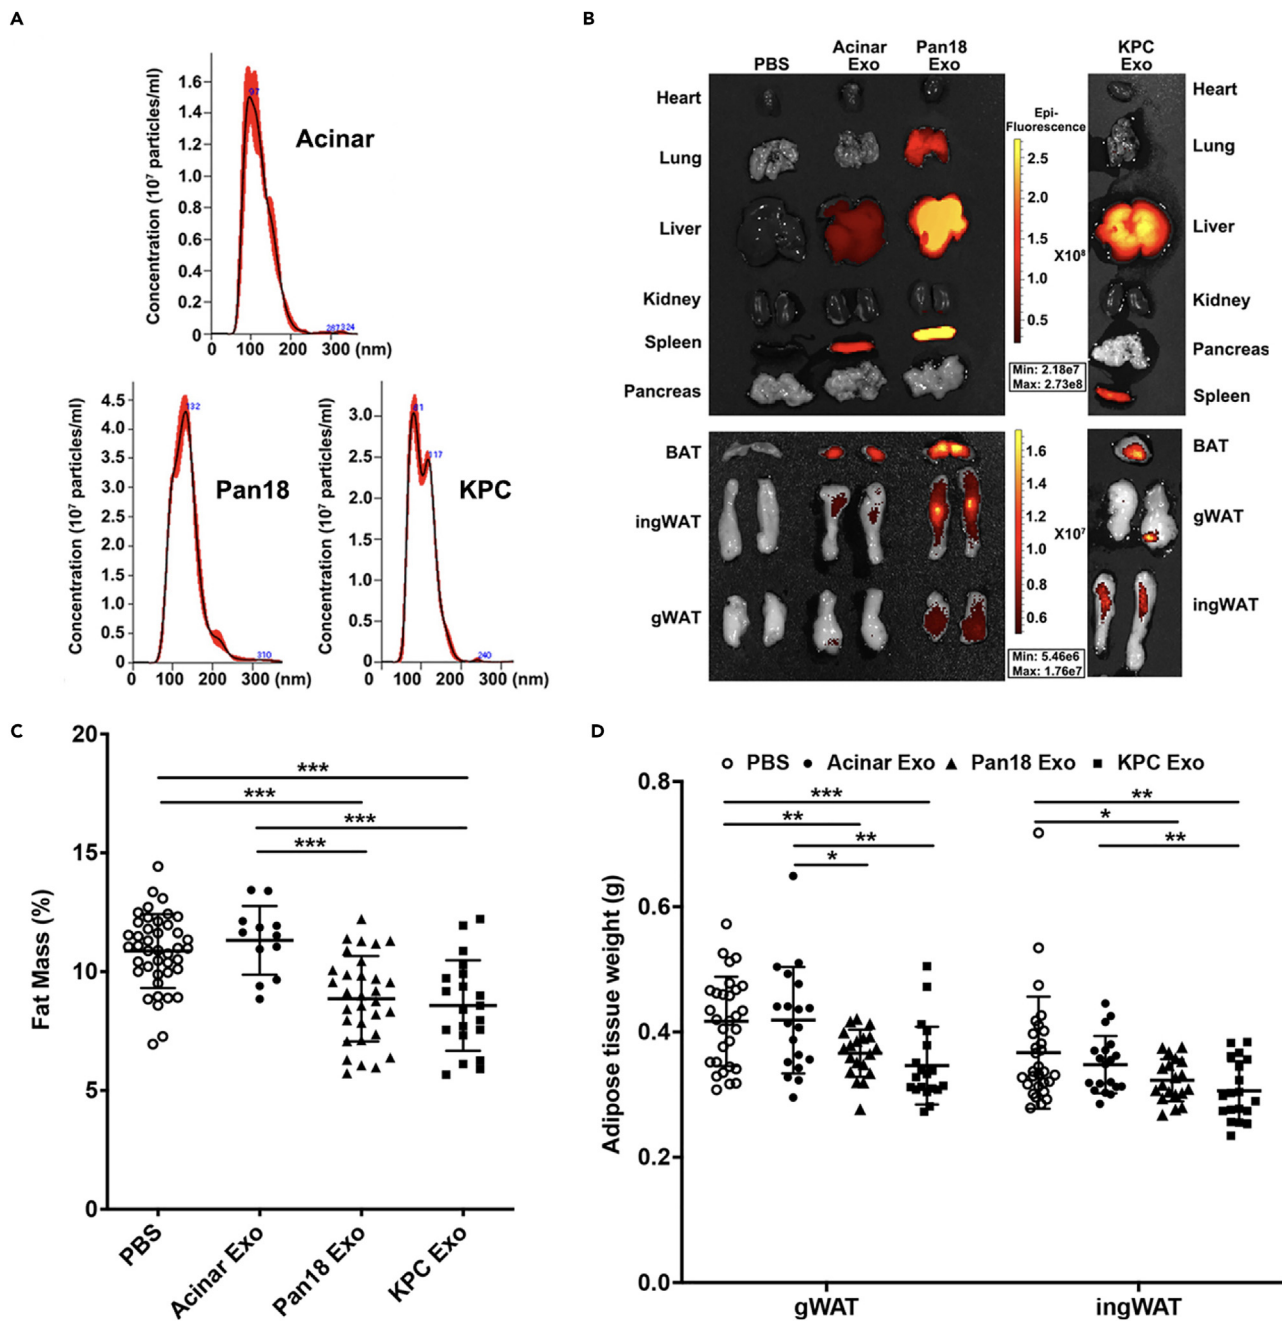 A
Concentration (10⁷ particles/ml)
1.6
1.4
1.2
1.0
0.8
0.6
0.4
0.2
0
97
Acinar
287
324
0
100
200
300
(nm)
Concentration (10⁷ particles/ml)
4.5
4.0
3.5
3.0
2.5
2.0
1.5
1.0
0.5
0
132
Pan18
310
0
100
200
300
(nm)
Concentration (10⁷ particles/ml)
3.0
2.5
2.0
1.5
1.0
0.5
0
81
117
KPC
240
0
100
200
300
(nm)
B
PBS
Acinar
Exo
Pan18
Exo
KPC
Exo
Heart
Lung
Liver
Kidney
Spleen
Pancreas
Epi-
Fluorescence
2.5
2.0
1.5
1.0
0.5
X10⁸
Min: 2.18e7
Max: 2.73e8
Heart
Lung
Liver
Kidney
Pancreas
Spleen
BAT
ingWAT
gWAT
1.6
1.4
1.2
1.0
0.8
0.6
X10⁷
Min: 5.46e6
Max: 1.76e7
BAT
gWAT
ingWAT
C
Fat Mass (%)
20
15
10
5
0
***
***
***
***
PBS
Acinar Exo
Pan18 Exo
KPC Exo
D
PBS
Acinar Exo
Pan18 Exo
KPC Exo
Adipose tissue weight (g)
0.8
0.6
0.4
0.2
0.0
***
**
**
*
**
*
**
gWAT
ingWAT